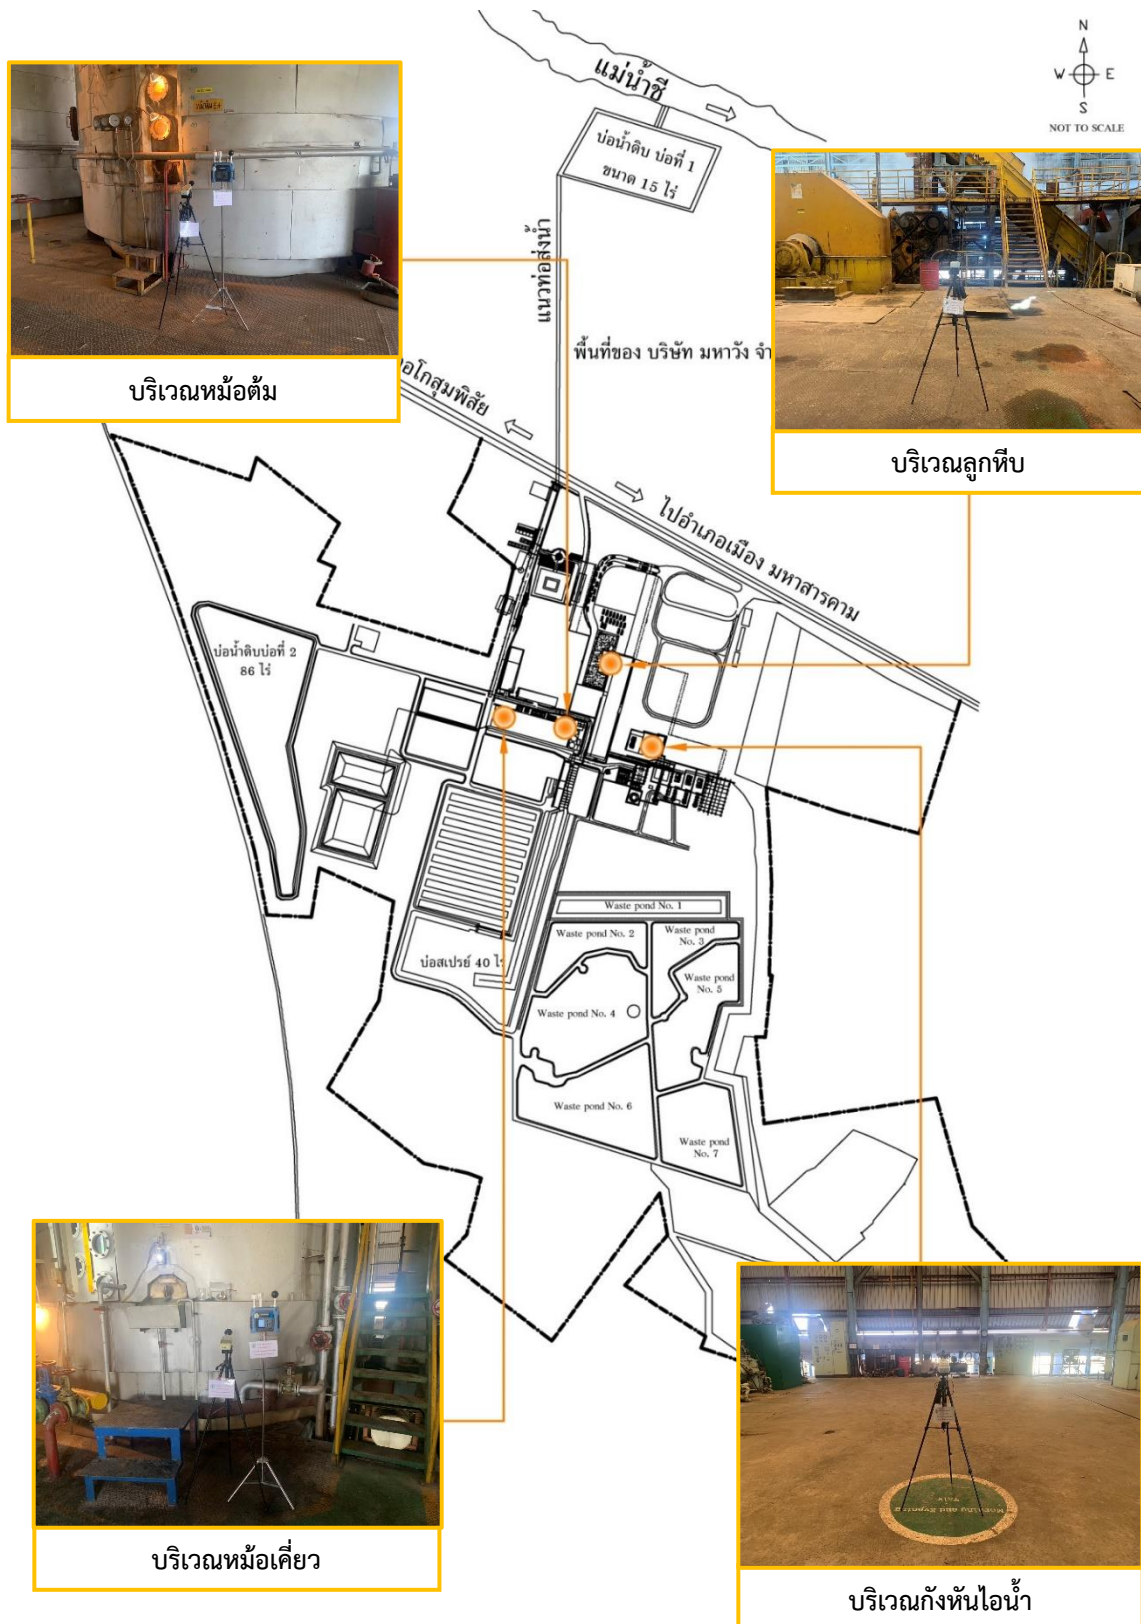 N
W E
S
NOT TO SCALE
แม่น้ำชี
บ่อน้ำดิบ บ่อที่ 1
ขนาด 15 ไร่
แนวท่อส่งน้ำ
พื้นที่ของ บริษัท มหาวัง จำ
บริเวณหม้อต้ม
บริเวณลูกหีบ
อโกสุมพิสัย
ไปอำเภอเมือง มหาสารคาม
บ่อน้ำดิบบ่อที่ 2
86 ไร่
บ่อสเปรย์ 40 ไร่
Waste pond No. 1
Waste pond No. 2
Waste pond
No. 3
Waste pond
No. 5
Waste pond No. 4
Waste pond No. 6
Waste pond
No. 7
บริเวณหม้อเคี่ยว
Morning and Evening
Talk
บริเวณกังหันไอน้ำ